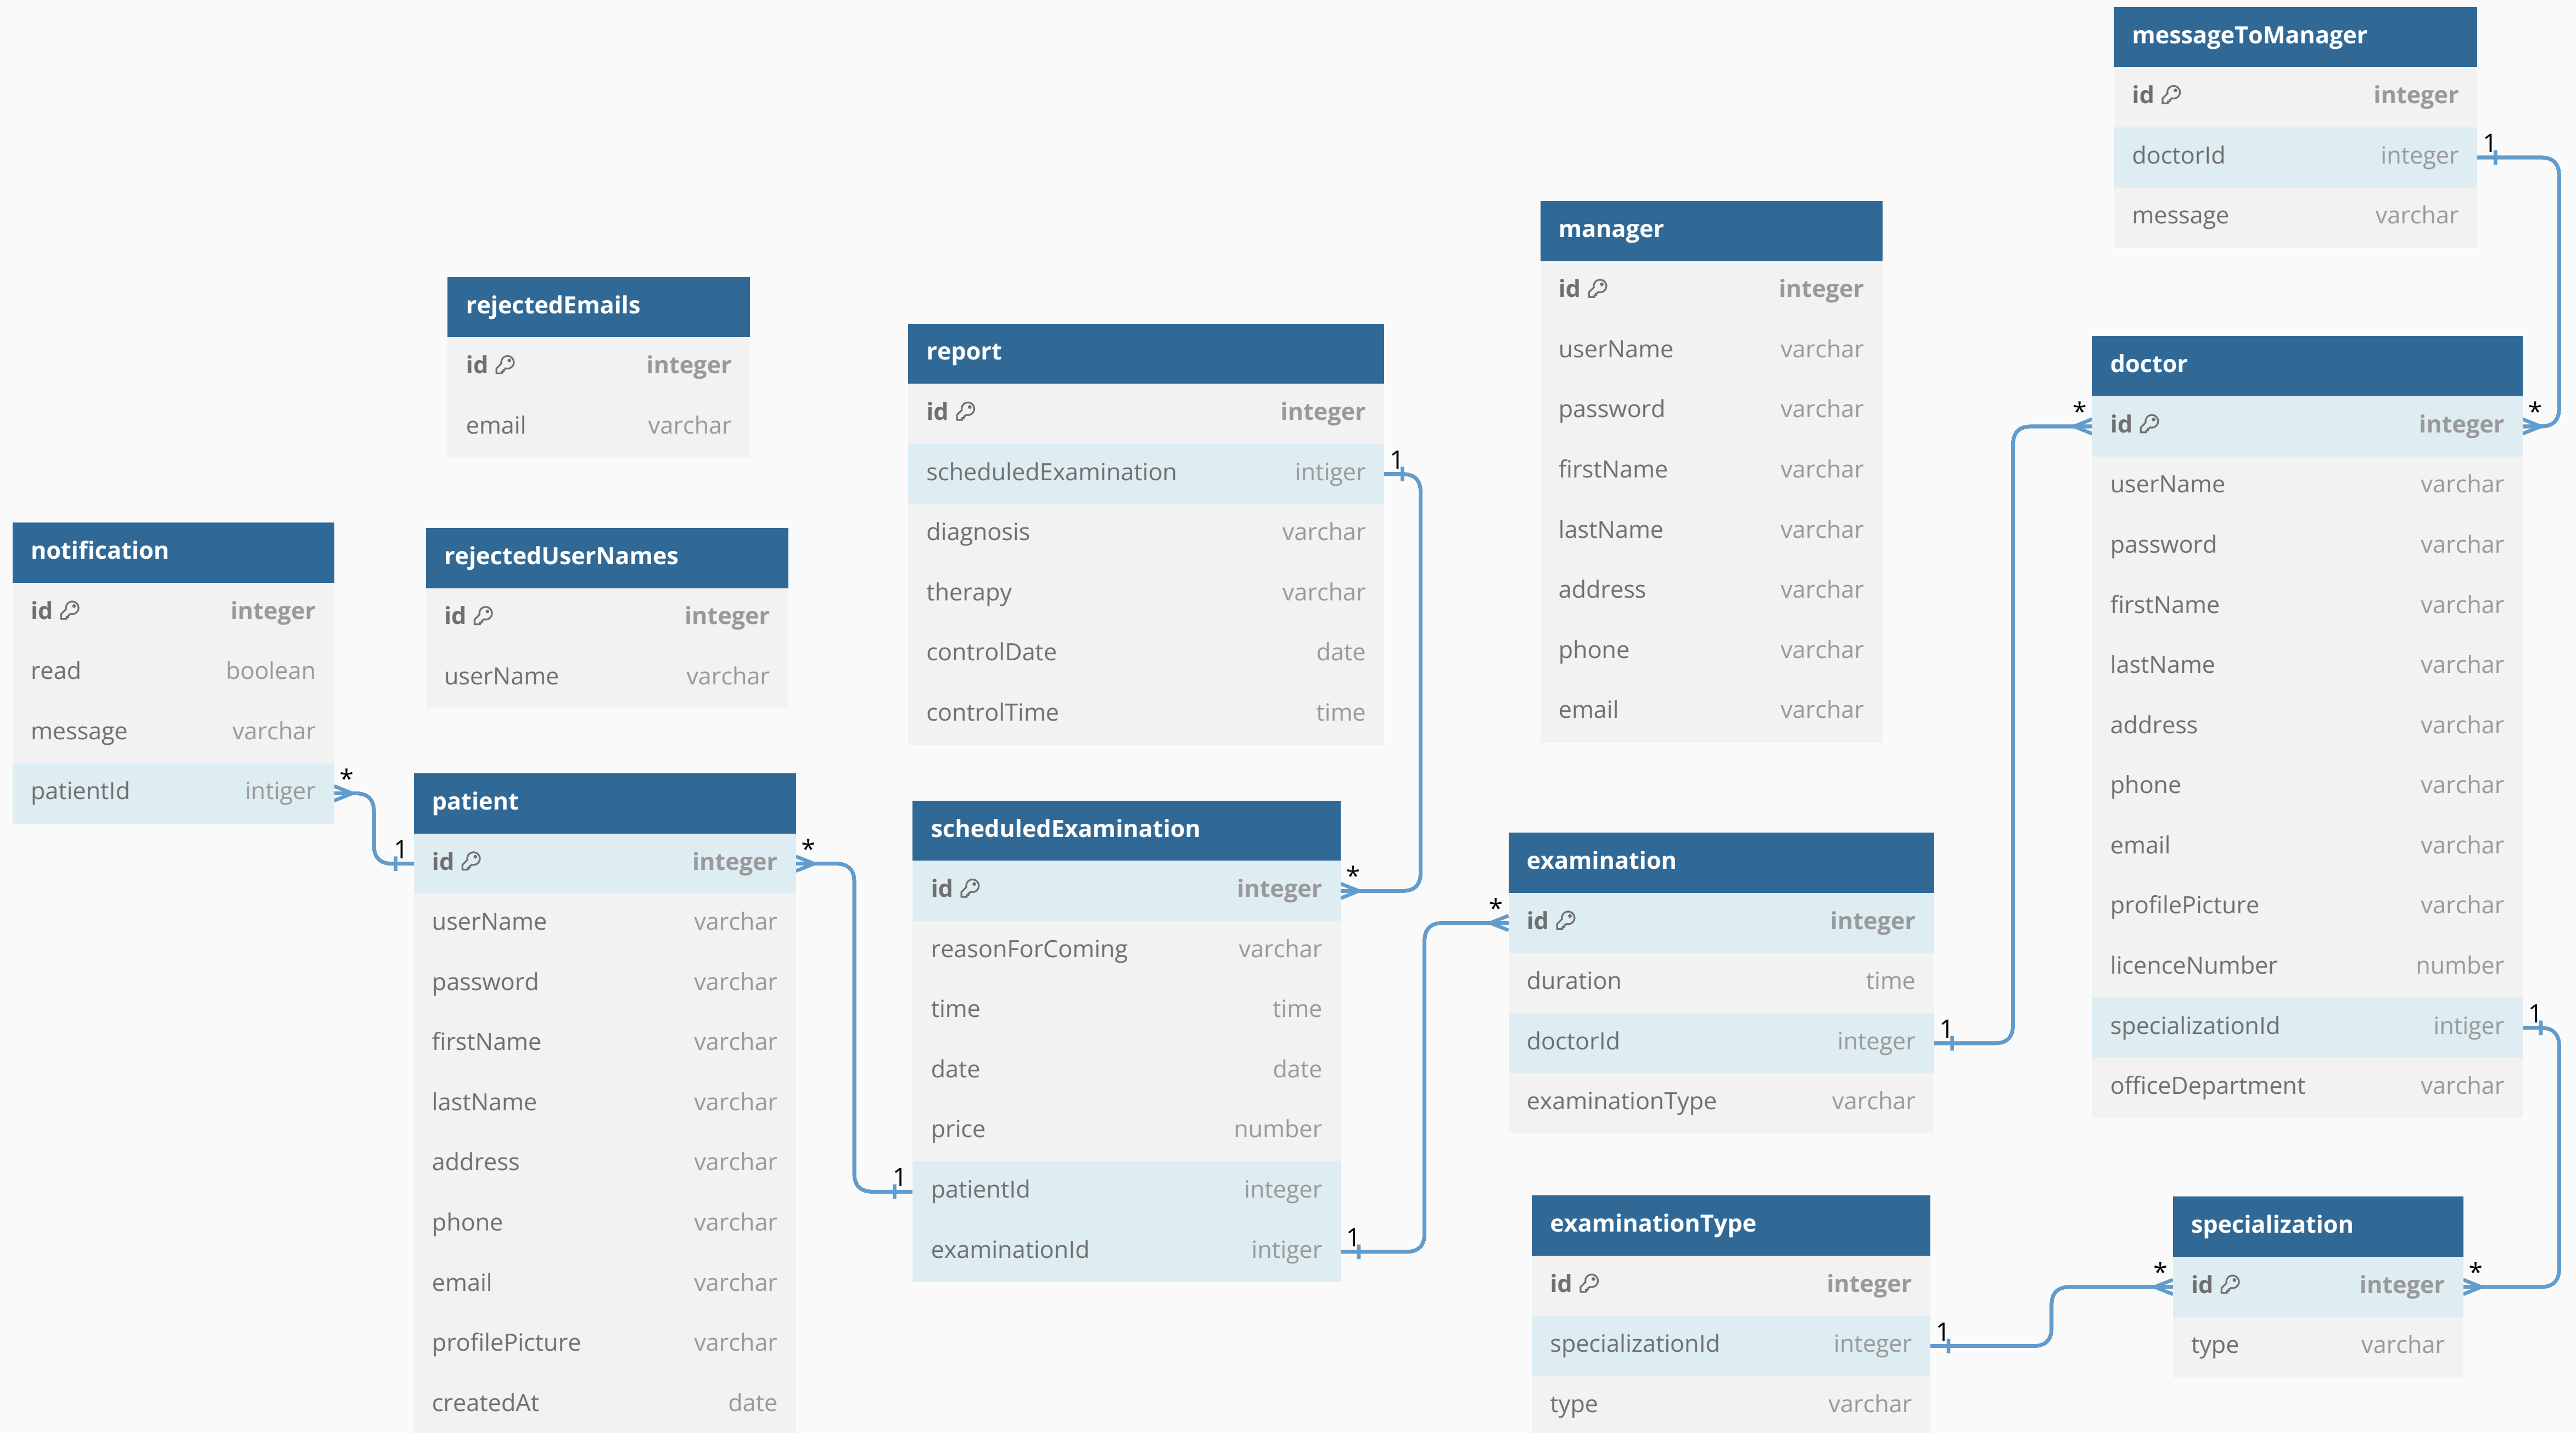 messageToManager
id integer
1
doctorId integer
message varchar
manager
id integer
userName varchar
password varchar
firstName varchar
lastName varchar
address varchar
phone varchar
email varchar
rejectedEmails
id integer
email varchar
report
id integer
1
scheduledExamination intiger
diagnosis varchar
therapy varchar
controlDate date
controlTime time
doctor
* *
id integer
userName varchar
password varchar
firstName varchar
lastName varchar
address varchar
phone varchar
email varchar
profilePicture varchar
licenceNumber number
1
specializationId intiger
officeDepartment varchar
notification
id integer
read boolean
message varchar
*
patientId intiger
rejectedUserNames
id integer
userName varchar
patient
1 *
id integer
userName varchar
password varchar
firstName varchar
lastName varchar
address varchar
phone varchar
email varchar
profilePicture varchar
createdAt date
scheduledExamination
*
id integer
reasonForComing varchar
time time
date date
price number
1
patientId integer
1
examinationId intiger
examination
*
id integer
duration time
1
doctorId integer
examinationType varchar
examinationType
id integer
1
specializationId integer
type varchar
specialization
* *
id integer
type varchar